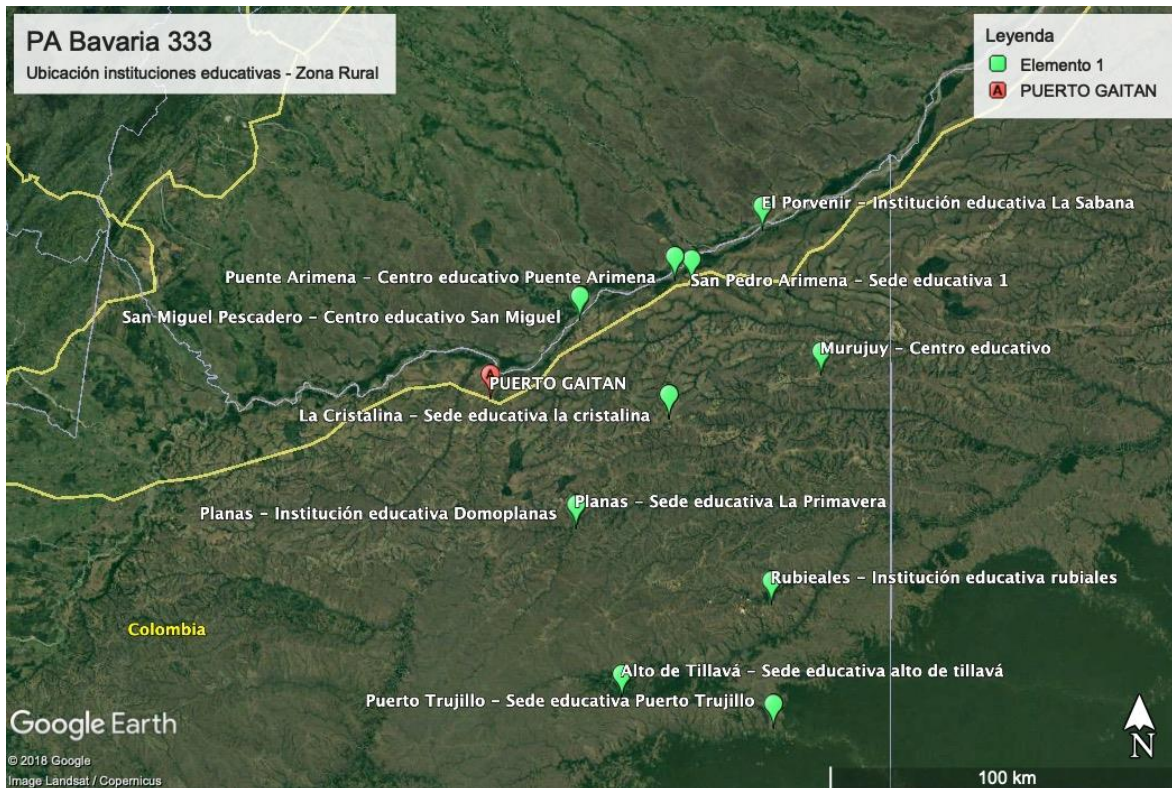 PA Bavaria 333
Ubicación instituciones educativas - Zona Rural
Leyenda
Elemento 1
A PUERTO GAITAN
El Porvenir – Institución educativa La Sabana
Puente Arimena – Centro educativo Puente Arimena
San Pedro Arimena – Sede educativa 1
San Miguel Pescadero – Centro educativo San Miguel
Murujuy – Centro educativo
A
PUERTO GAITAN
La Cristalina – Sede educativa la cristalina
Planas – Sede educativa La Primavera
Planas – Institución educativa Domoplanas
Rubieales – Institución educativa rubiales
Colombia
Alto de Tillavá – Sede educativa alto de tillavá
Puerto Trujillo – Sede educativa Puerto Trujillo
Google Earth
N
© 2018 Google
Image Landsat / Copernicus
100 km